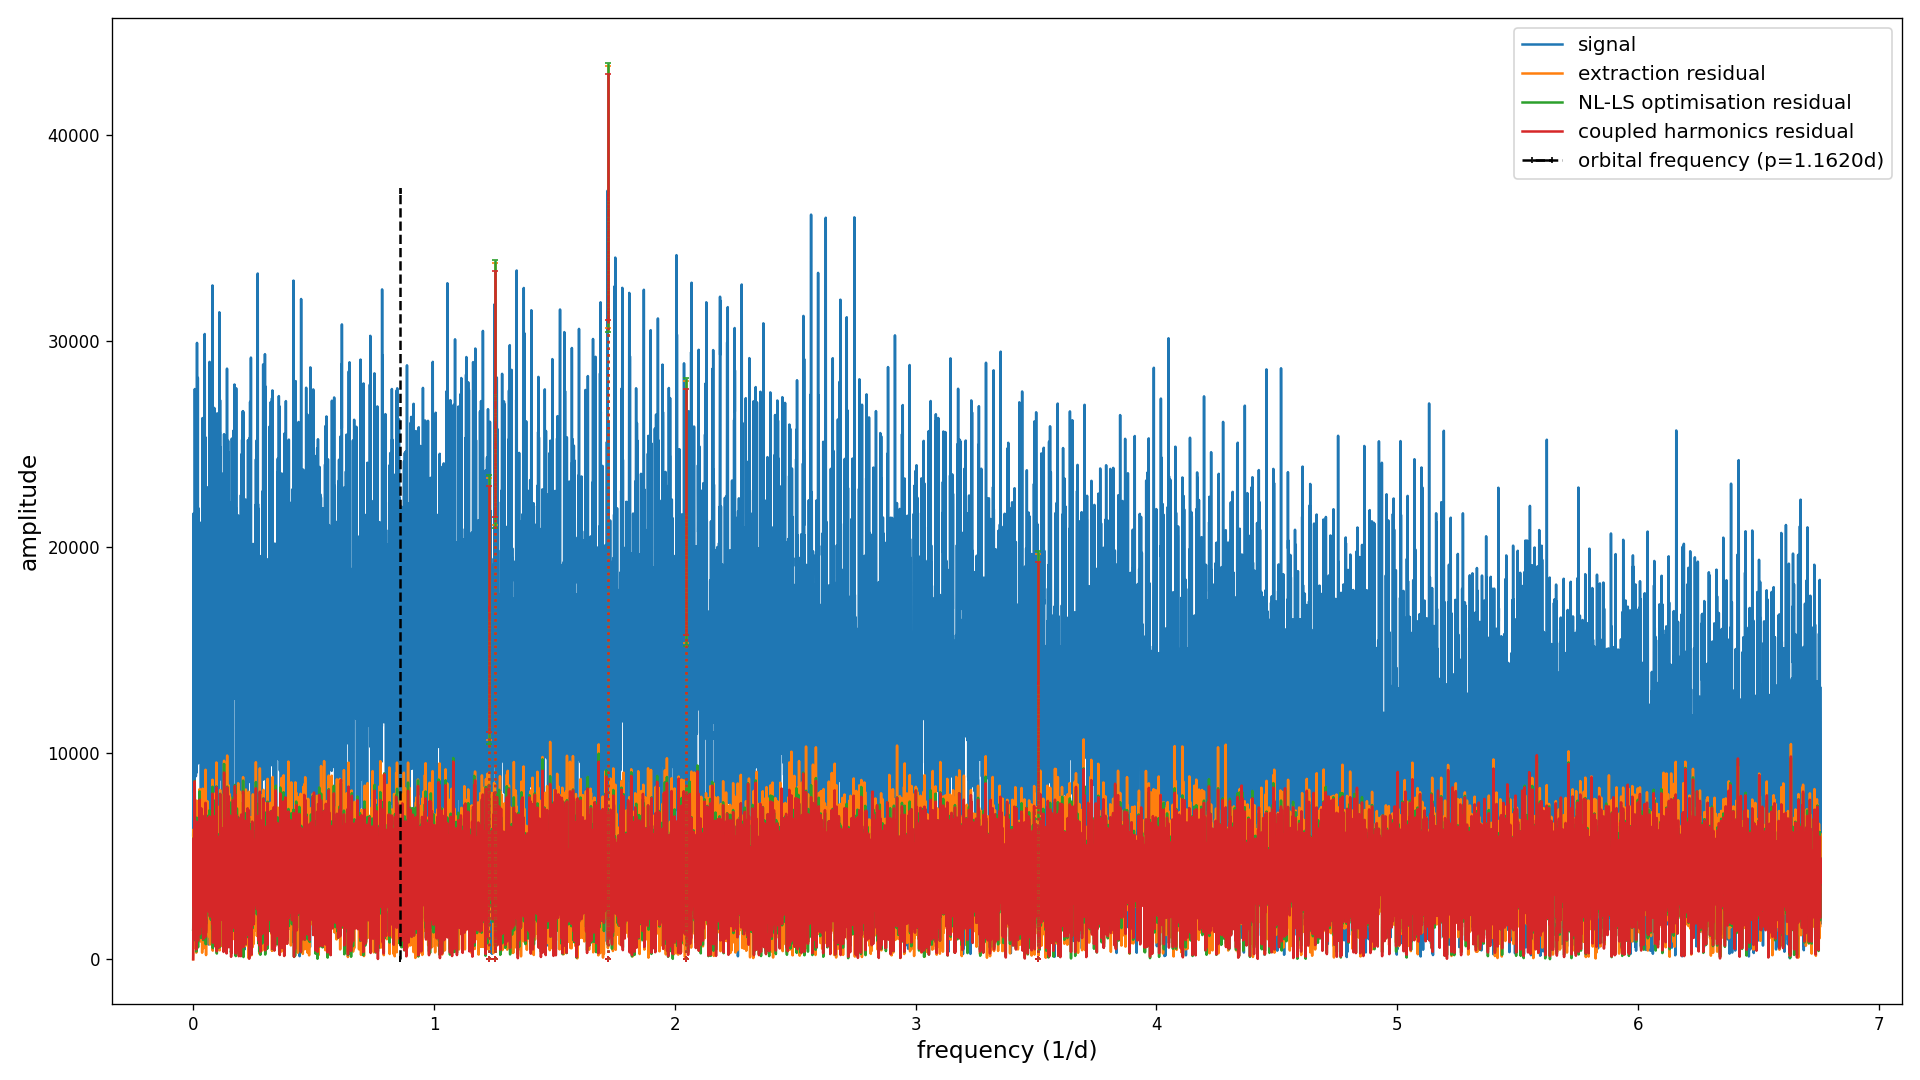 signal
extraction residual
NL-LS optimisation residual
coupled harmonics residual
orbital frequency (p=1.1620d)
amplitude
40000
30000
20000
10000
0
0 1 2 3 4 5 6 7
frequency (1/d)